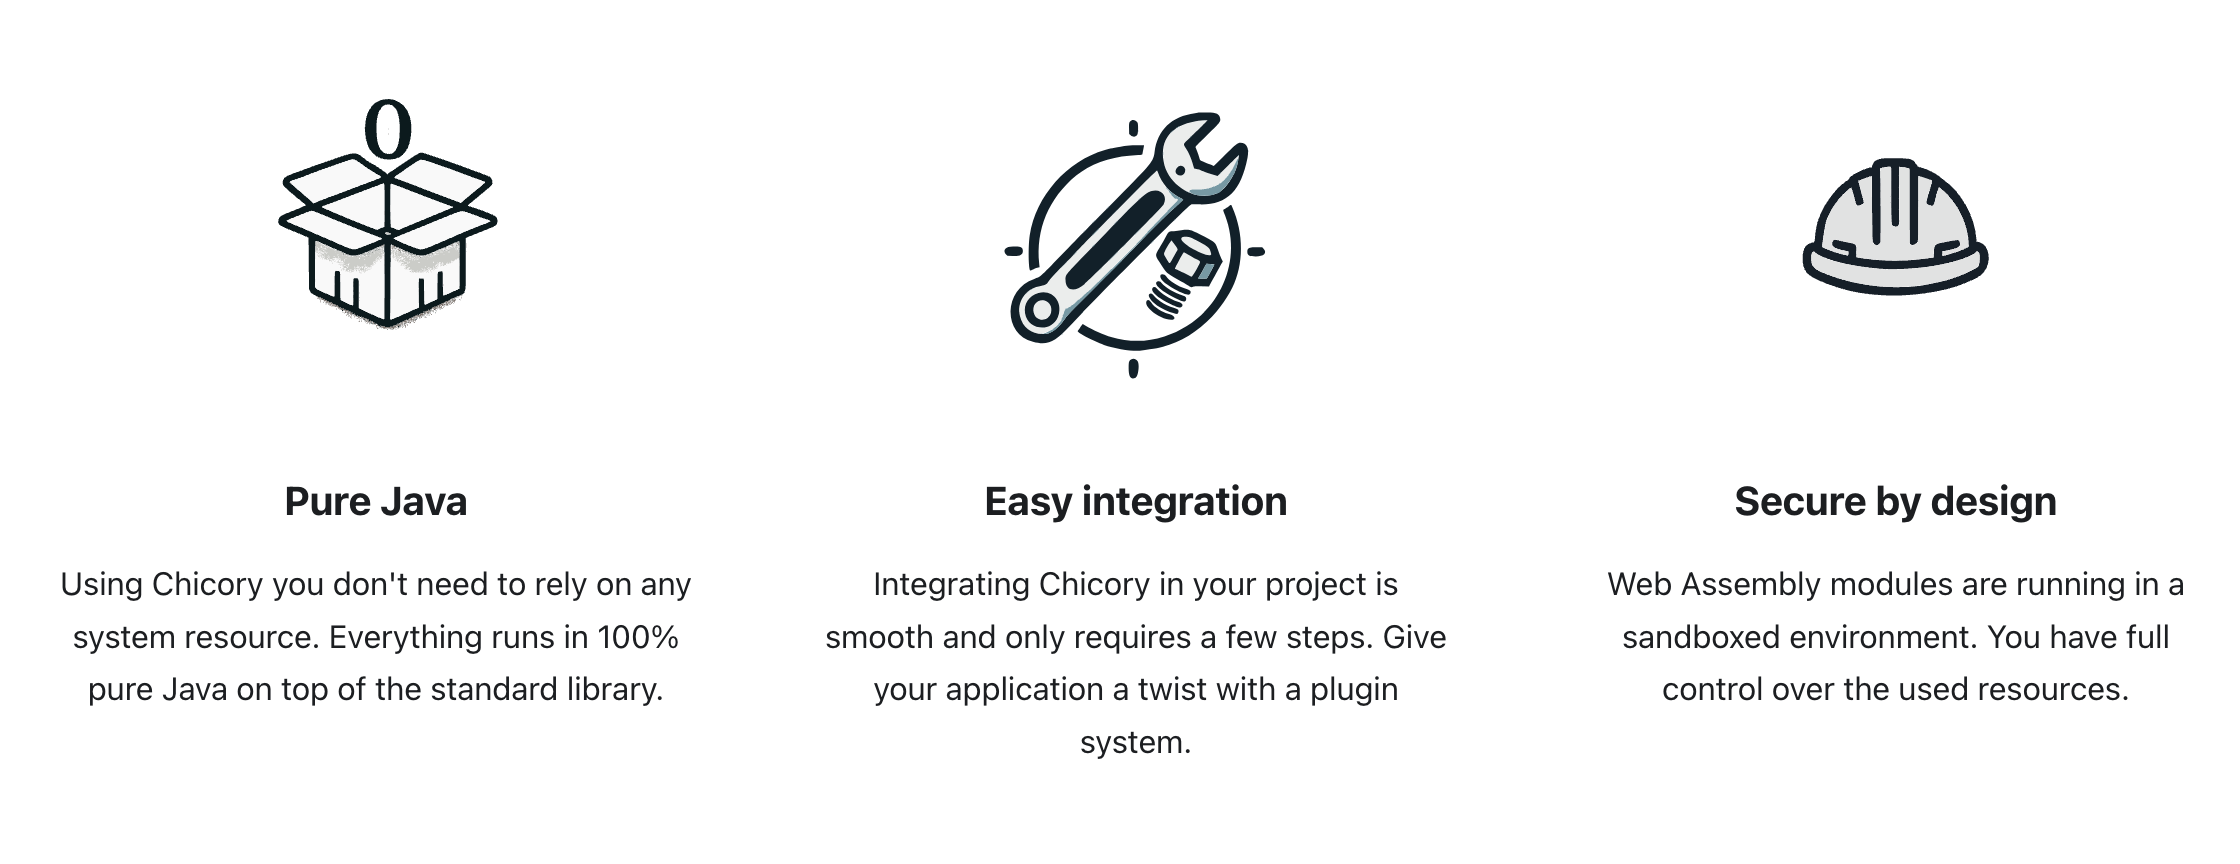 0
Pure Java
Using Chicory you don't need to rely on any
system resource. Everything runs in 100%
pure Java on top of the standard library.
Easy integration
Integrating Chicory in your project is
smooth and only requires a few steps. Give
your application a twist with a plugin
system.
Secure by design
Web Assembly modules are running in a
sandboxed environment. You have full
control over the used resources.